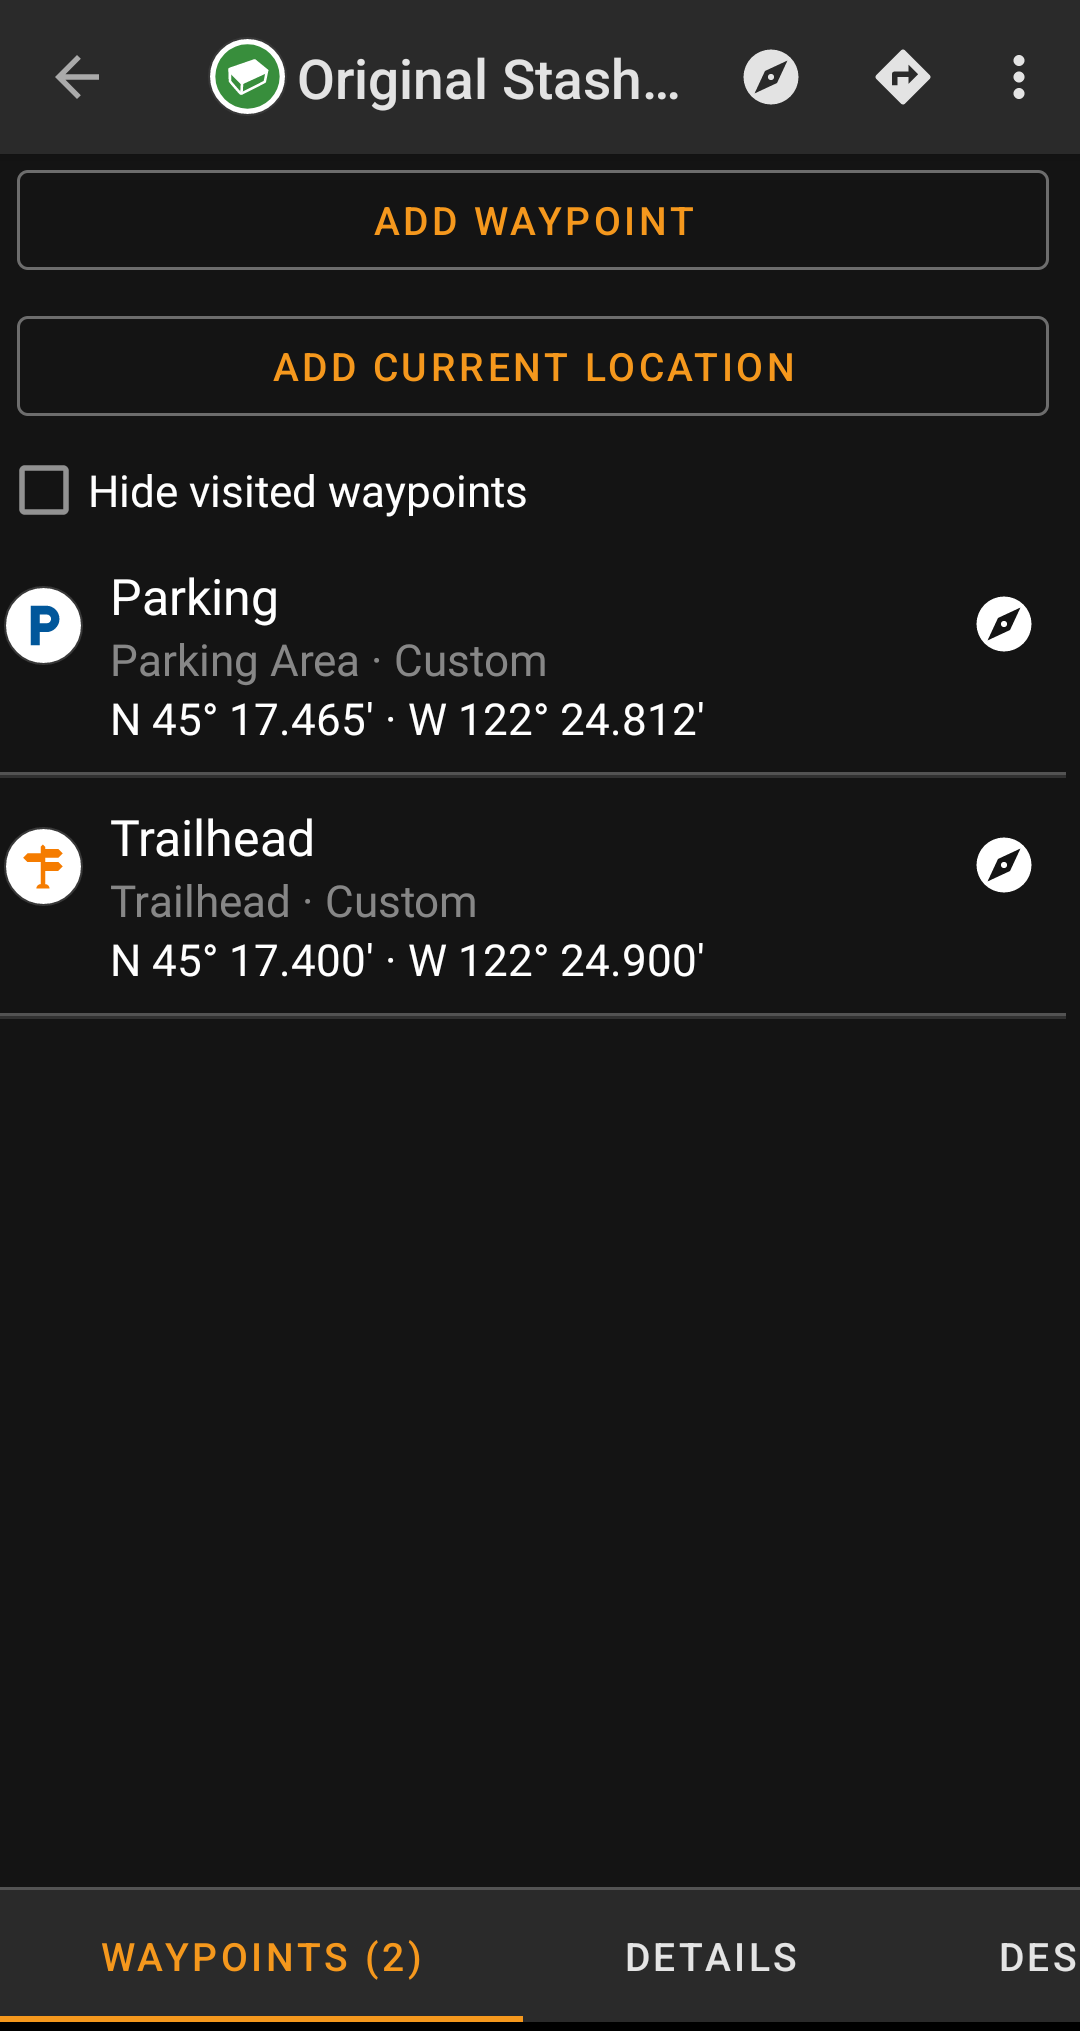 Original Stash...
ADD WAYPOINT
ADD CURRENT LOCATION
Hide visited waypoints
P
Parking
Parking Area · Custom
N 45° 17.465' · W 122° 24.812'
Trailhead
Trailhead · Custom
N 45° 17.400' · W 122° 24.900'
WAYPOINTS (2) DETAILS DES